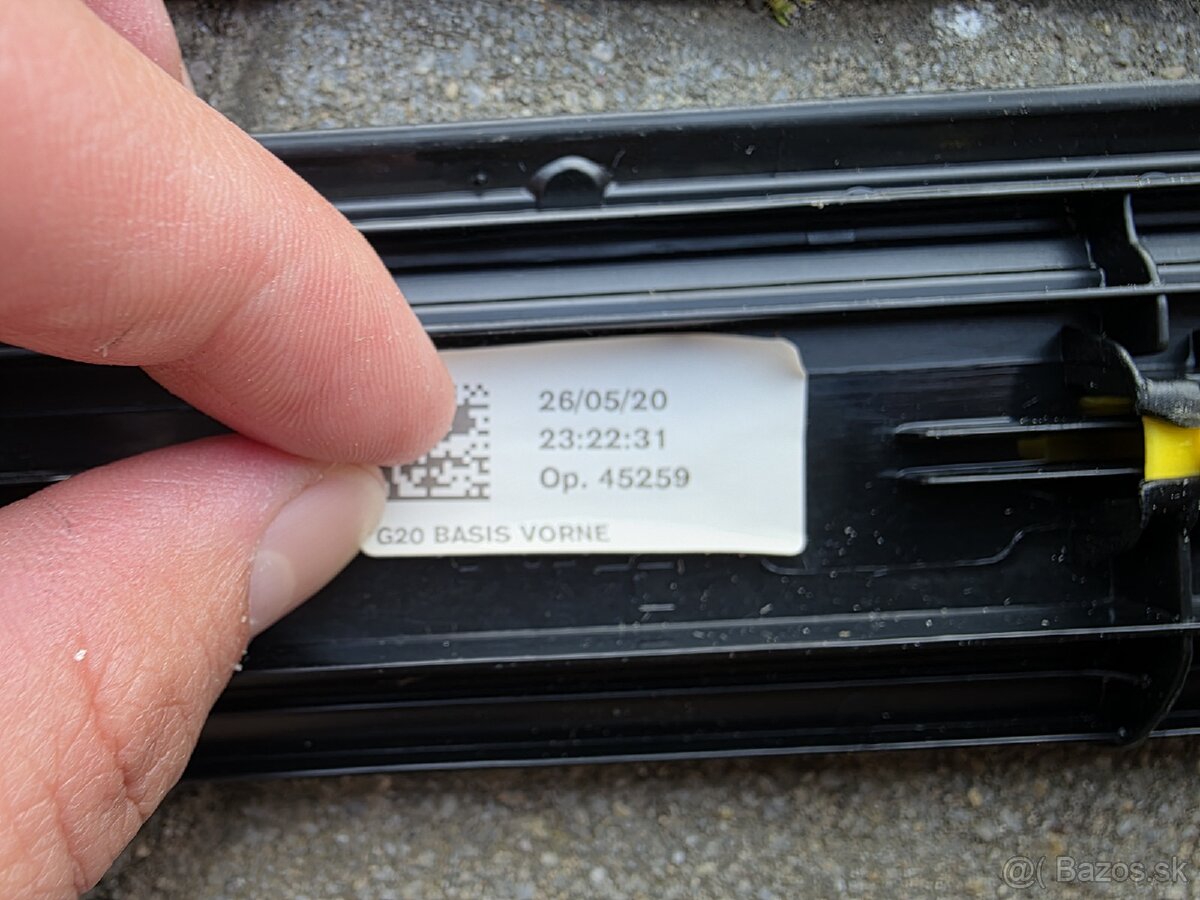 26/05/20
23:22:31
Op. 45259
G20 BASIS VORNE
@( Bazos.sk